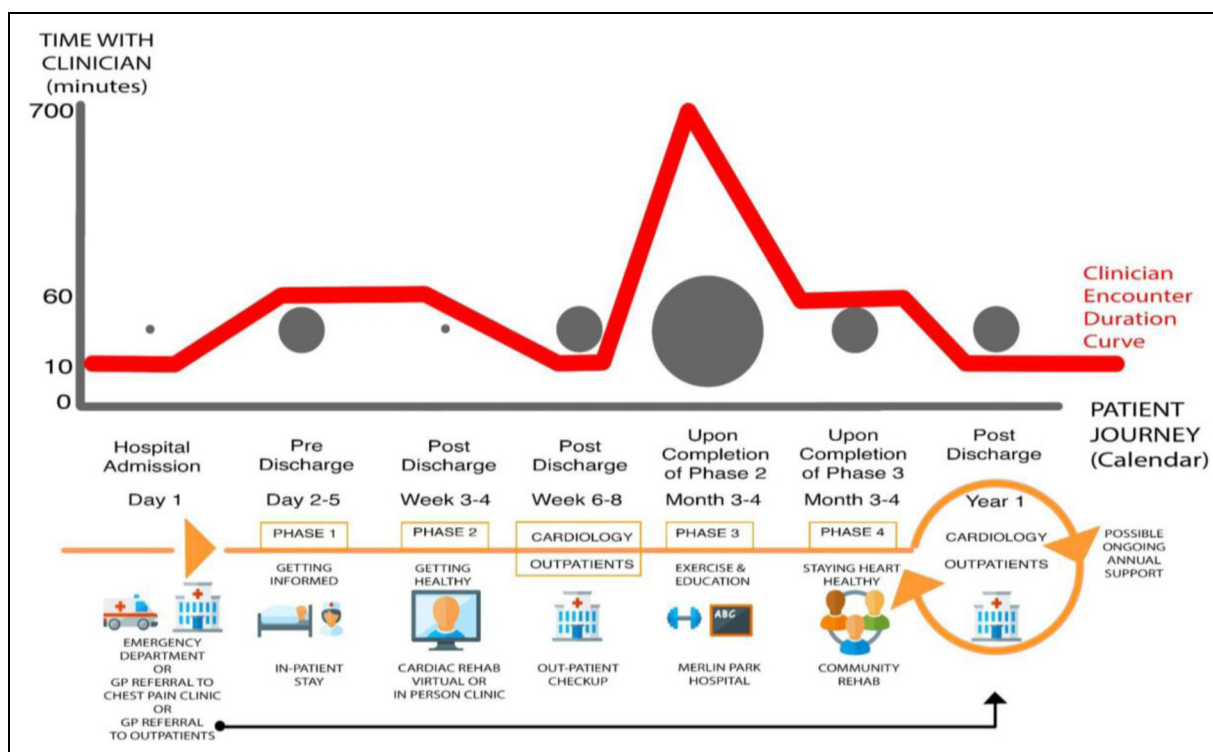 TIME WITH
CLINICIAN
(minutes)
700
60
10
0
Clinician
Encounter
Duration
Curve
PATIENT
JOURNEY
(Calendar)
Hospital
Admission
Day 1
Pre
Discharge
Day 2-5
Post
Discharge
Week 3-4
Post
Discharge
Week 6-8
Upon
Completion
of Phase 2
Month 3-4
Upon
Completion
of Phase 3
Month 3-4
Post
Discharge
Year 1
PHASE 1
GETTING
INFORMED
PHASE 2
GETTING
HEALTHY
CARDIOLOGY
OUTPATIENTS
PHASE 3
EXERCISE &
EDUCATION
PHASE 4
STAYING HEART
HEALTHY
CARDIOLOGY
OUTPATIENTS
POSSIBLE
ONGOING
ANNUAL
SUPPORT
ABC
EMERGENCY
DEPARTMENT
OR
GP REFERRAL TO
CHEST PAIN CLINIC
OR
GP REFERRAL
TO OUTPATIENTS
IN-PATIENT
STAY
CARDIAC REHAB
VIRTUAL OR
IN PERSON CLINIC
OUT-PATIENT
CHECKUP
MERLIN PARK
HOSPITAL
COMMUNITY
REHAB